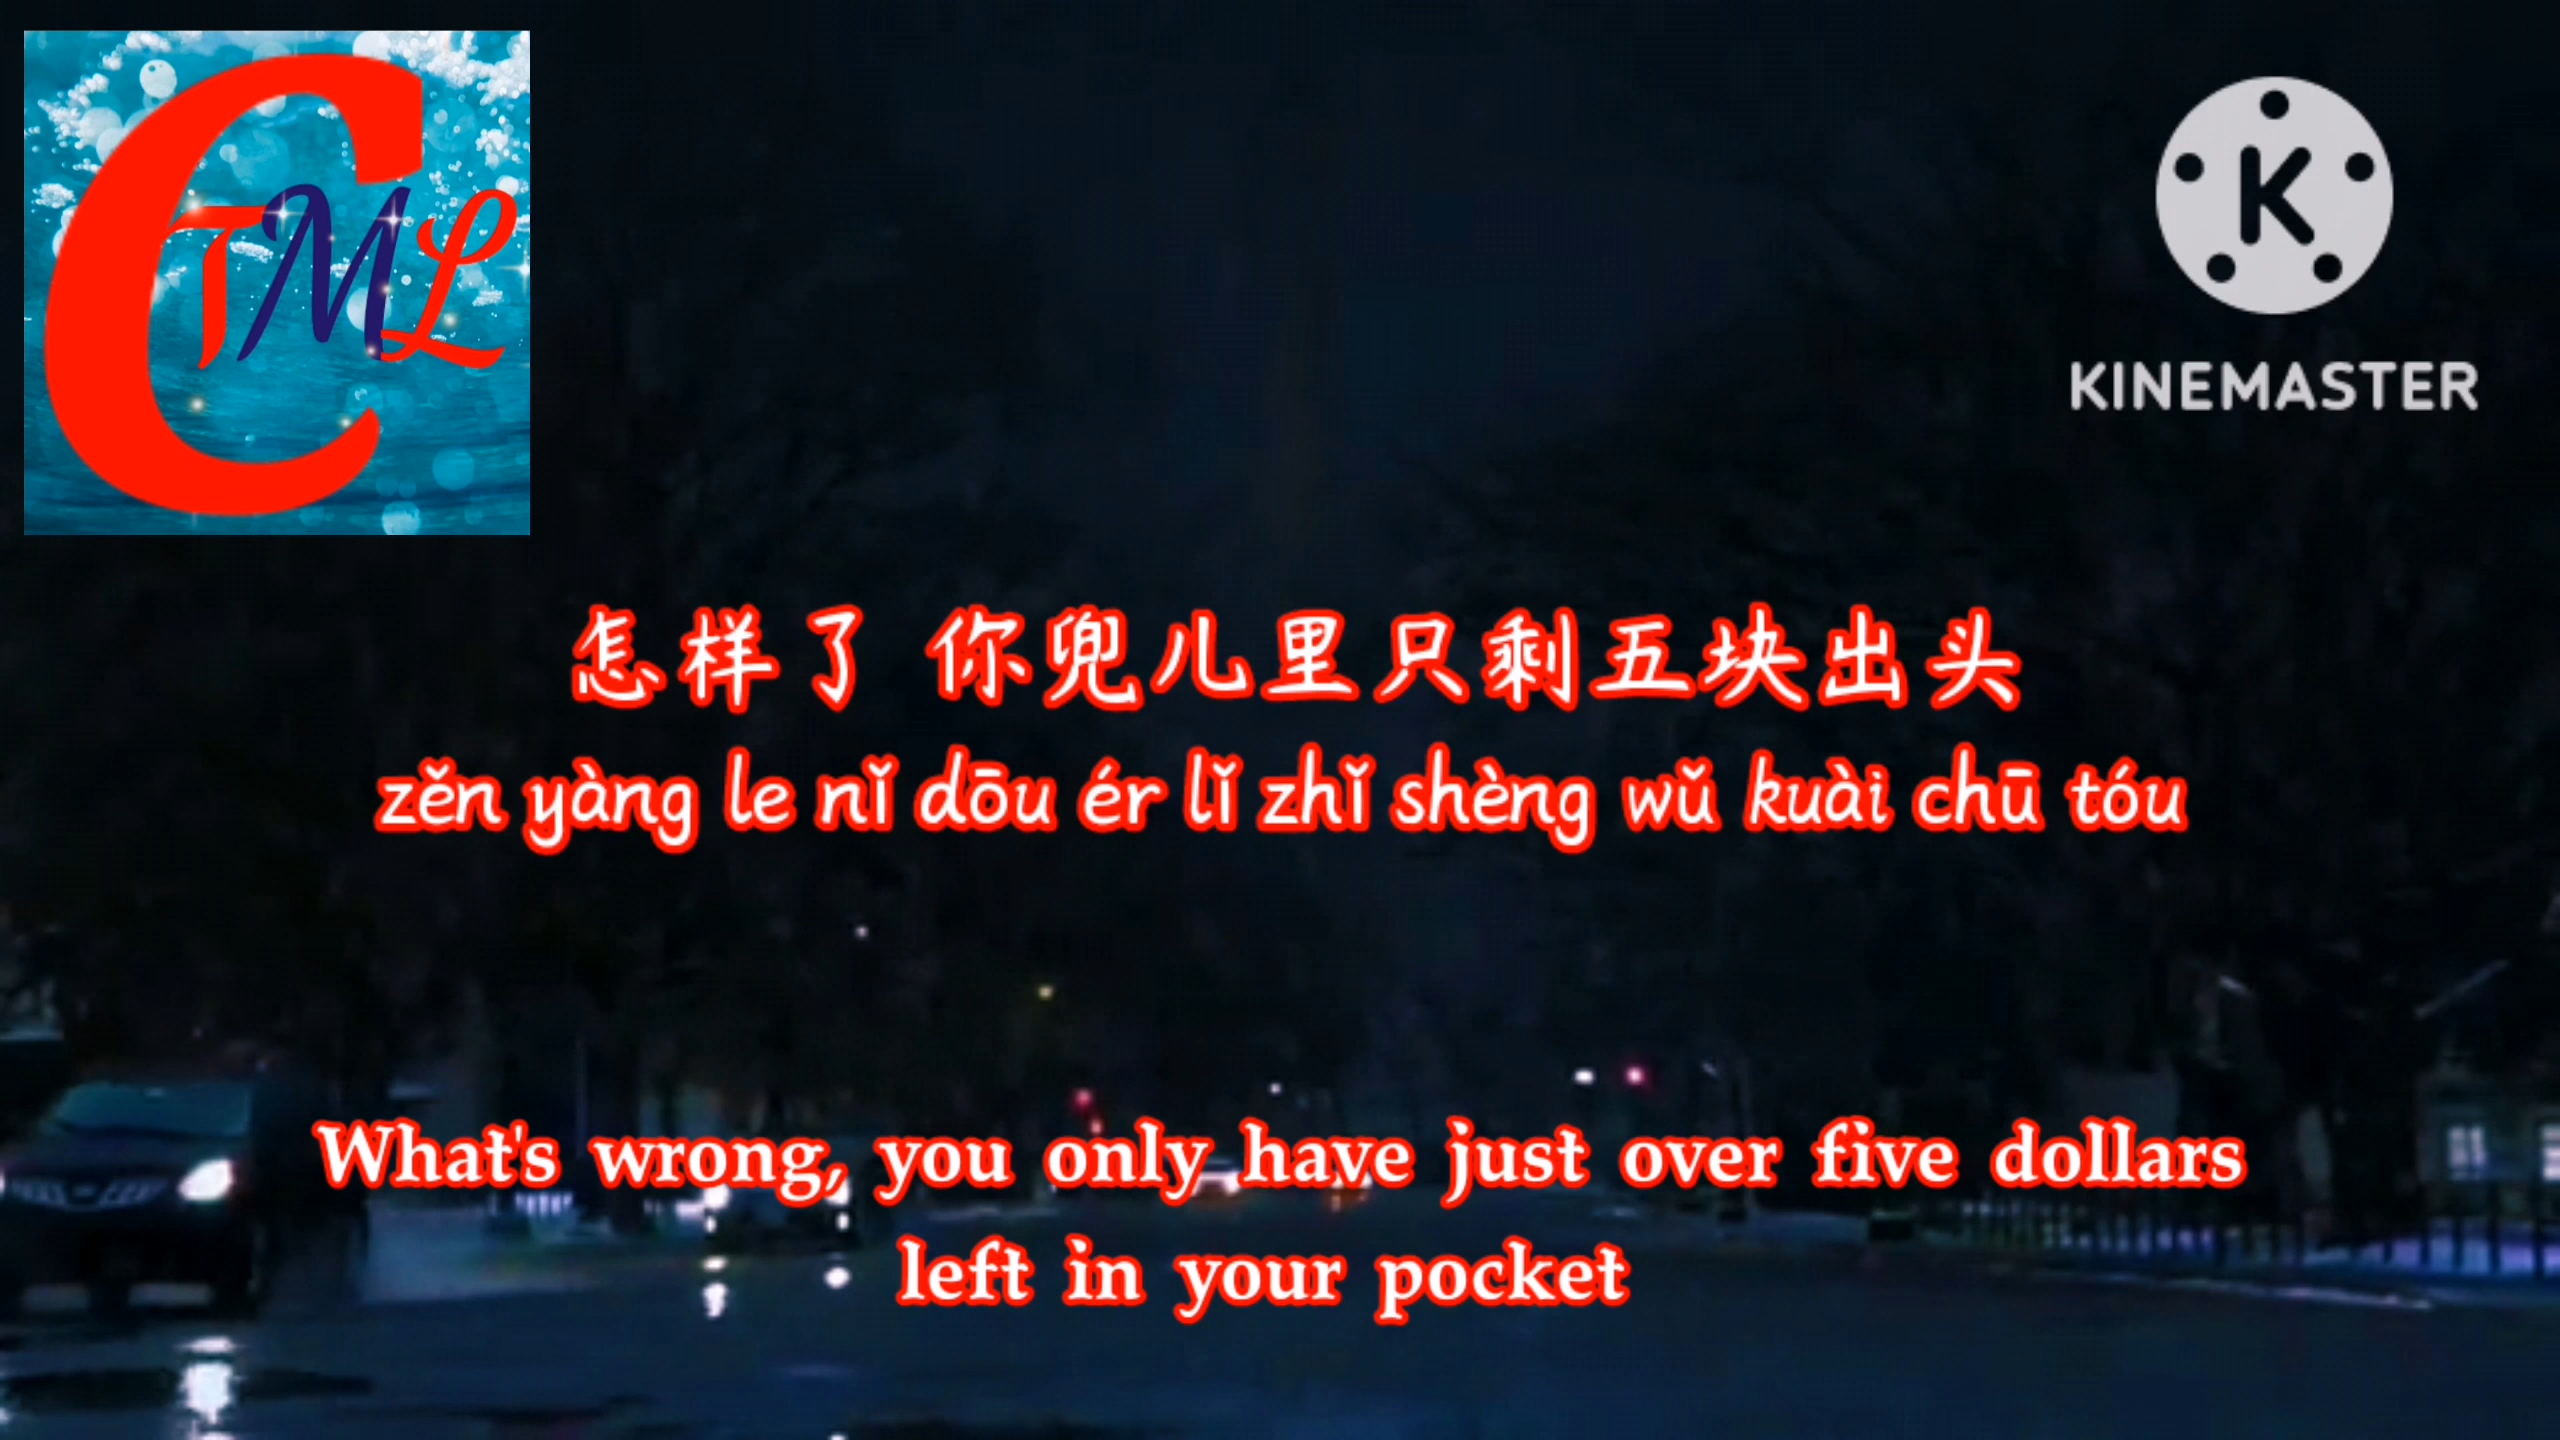 CTML
KINEMASTER
怎样了 你兜儿里只剩五块出头
zěn yàng le nǐ dōu ér lǐ zhǐ shèng wǔ kuài chū tóu
What's wrong, you only have just over five dollars
left in your pocket